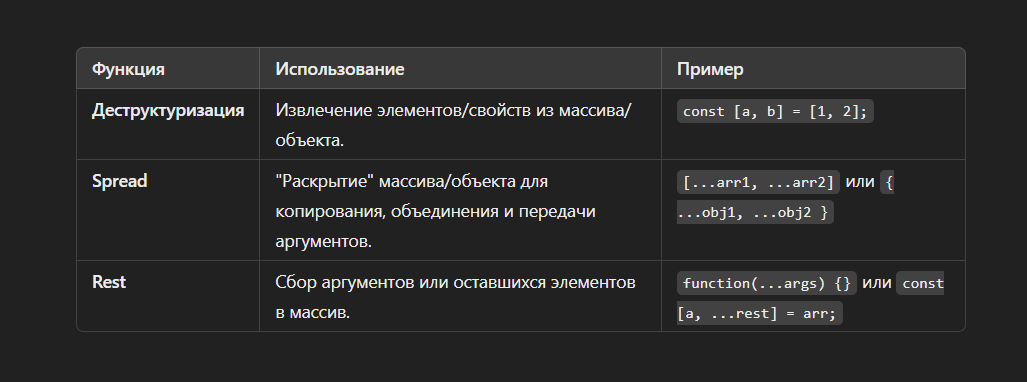 Функция Использование Пример
Деструктуризация Извлечение элементов/свойств из массива/ const [a, b] = [1, 2];
объекта.
Spread "Раскрытие" массива/объекта для [...arr1, ...arr2] или {
копирования, объединения и передачи ...obj1, ...obj2 }
аргументов.
Rest Сбор аргументов или оставшихся элементов function(...args) {} или const
в массив. [a, ...rest] = arr;